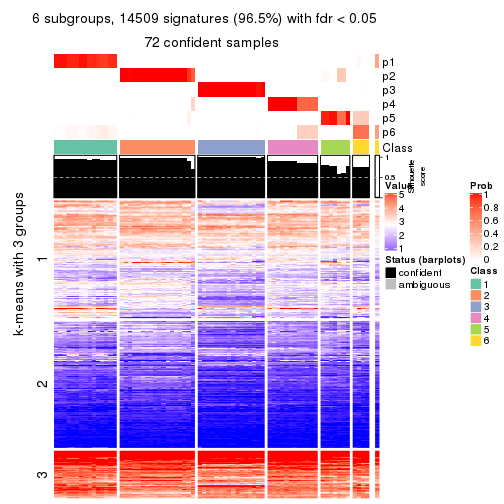 6 subgroups, 14509 signatures (96.5%) with fdr < 0.05
72 confident samples
p1
p2
p3
p4
p5
p6
Class
1
0.5
Silhouette
score
k-means with 3 groups
1
2
3
Value
5
4
3
2
1
Status (barplots)
confident
ambiguous
Prob
1
0.8
0.6
0.4
0.2
0
Class
1
2
3
4
5
6